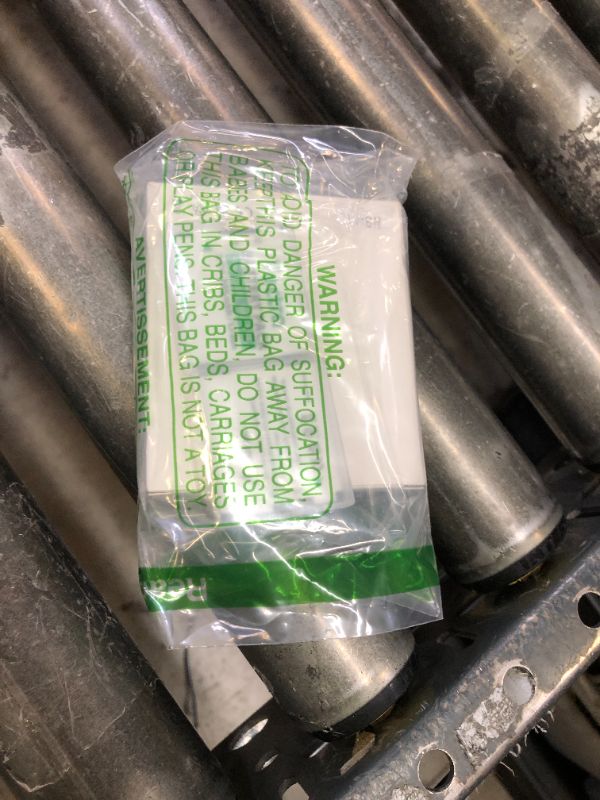 WARNING:
TO AVOID DANGER OF SUFFOCATION,
KEEP THIS PLASTIC BAG AWAY FROM
BABIES AND CHILDREN. DO NOT USE
THIS BAG IN CRIBS, BEDS, CARRIAGES
OR PLAY PENS. THIS BAG IS NOT A TOY.
AVERTISSEMENT: